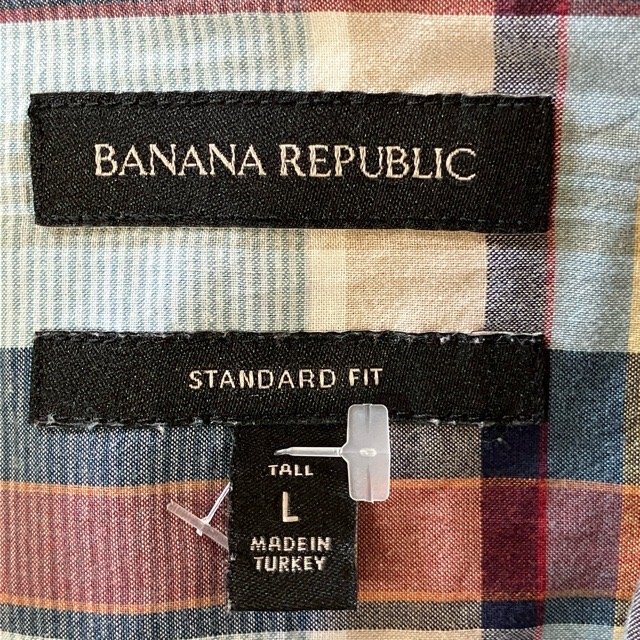 BANANA REPUBLIC
STANDARD FIT
TALL
L
MADE IN
TURKEY